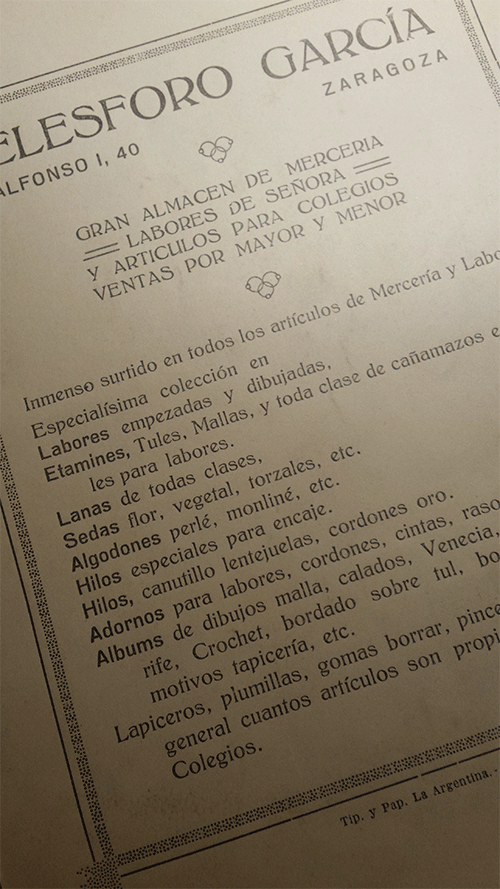 ELESFORO GARCÍA
ALFONSO I, 40
ZARAGOZA
GRAN ALMACEN DE MERCERIA
LABORES DE SEÑORA
Y ARTICULOS PARA COLEGIOS
VENTAS POR MAYOR Y MENOR
Inmenso surtido en todos los artículos de Mercería y Labo
Especialísima colección en
Labores empezadas y dibujadas,
Etamines, Tules, Mallas, y toda clase de cañamazos e
les para labores.
Lanas de todas clases,
Sedas flor, vegetal, torzales, etc.
Algodones perlé, monliné, etc.
Hilos especiales para encaje.
Hilos, canutillo lentejuelas, cordones oro.
Adornos para labores, cordones, cintas, raso
Albums de dibujos malla, calados, Venecia,
rife, Crochet, bordado sobre tul, bo
motivos tapicería, etc.
Lapiceros, plumillas, gomas borrar, pince
general cuantos artículos son propi
Colegios.
Tip. y Pap. La Argentina.-